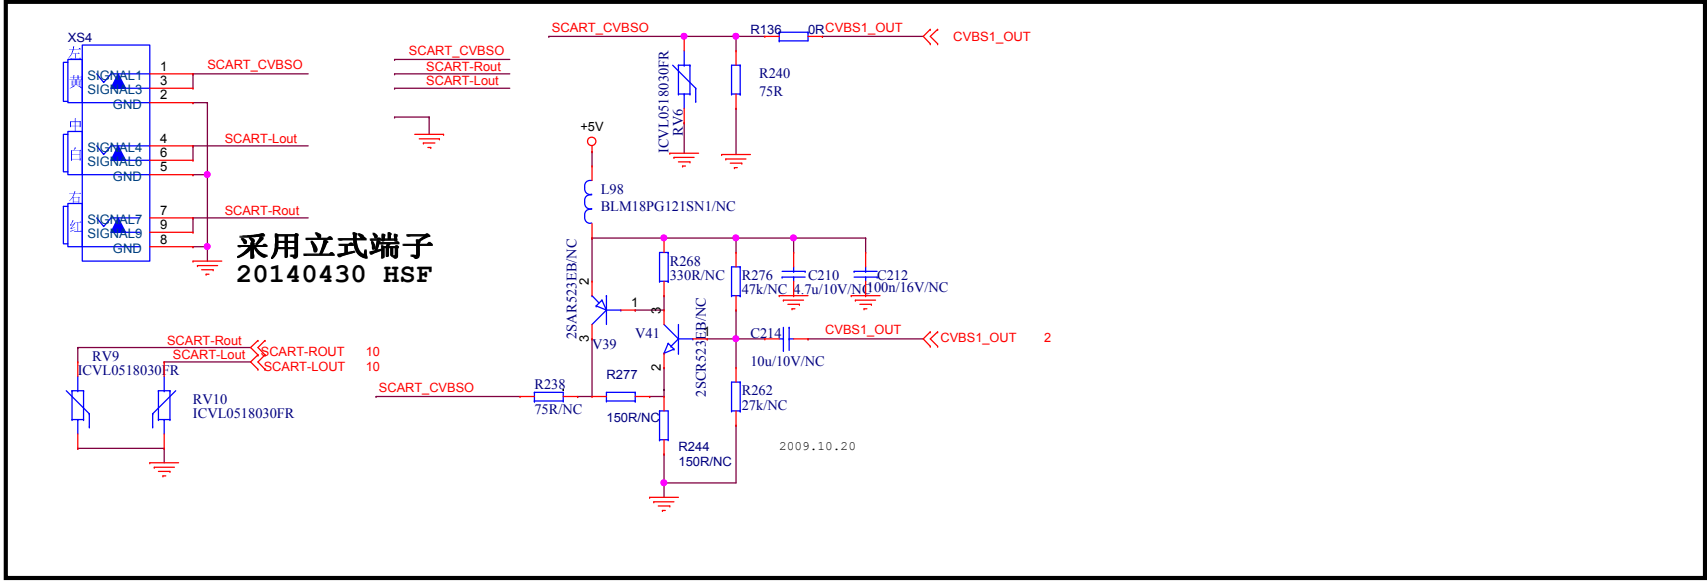 XS4
左
黄
SIGNAL1
SIGNAL3
GND
1
3
2
SCART_CVBSO
中
白
SIGNAL4
SIGNAL6
GND
4
6
5
SCART-Lout
右
红
SIGNAL7
SIGNAL9
GND
7
9
8
SCART-Rout
采用立式端子
20140430 HSF
SCART_CVBSO
SCART-Rout
SCART-Lout
SCART_CVBSO
R136
0R
CVBS1_OUT
CVBS1_OUT
ICVL0518030FR
RV6
R240
75R
+5V
L98
BLM18PG121SN1/NC
2SAR523EB/NC
2
1
3
V39
R268
330R/NC
3
V41
1
2
2SCR523EB/NC
R276
47k/NC
C210
4.7u/10V/NC
C212
100n/16V/NC
C214
10u/10V/NC
CVBS1_OUT
CVBS1_OUT
2
SCART_CVBSO
R238
75R/NC
R277
150R/NC
R244
150R/NC
R262
27k/NC
2009.10.20
SCART-Rout
SCART-Lout
SCART-ROUT
10
SCART-LOUT
10
RV9
ICVL0518030FR
RV10
ICVL0518030FR